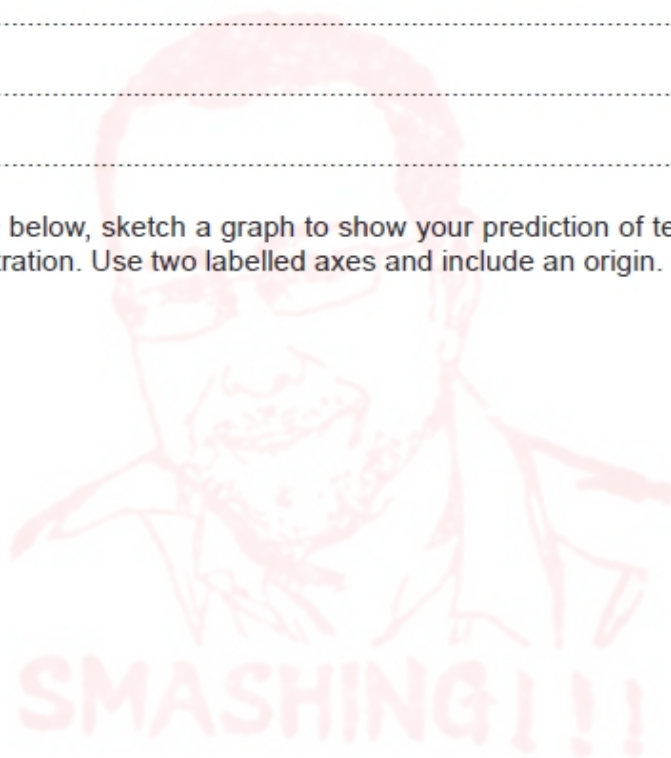 below, sketch a graph to show your prediction of te
tration. Use two labelled axes and include an origin.
SMASHING!!!